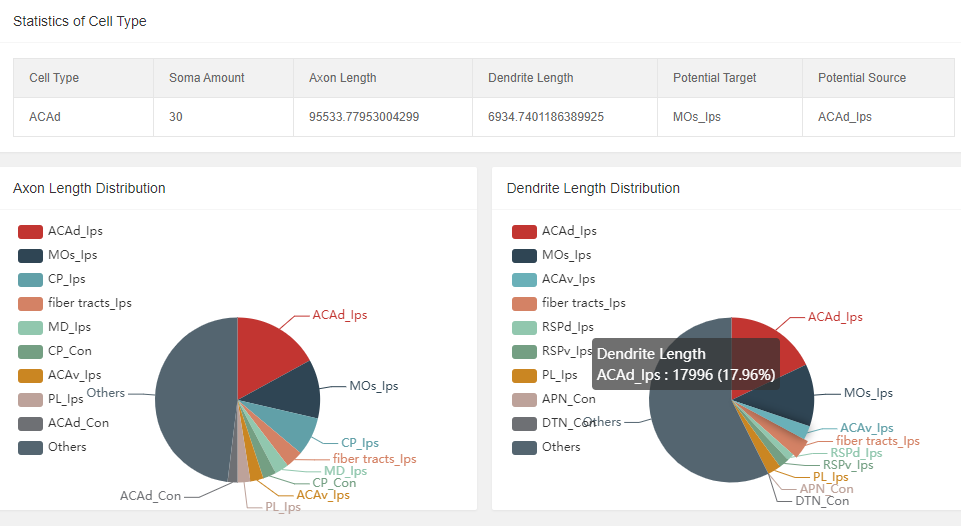 Statistics of Cell Type
Cell Type Soma Amount Axon Length Dendrite Length Potential Target Potential Source
ACAd 30 95533.77953004299 6934.7401186389925 MOs_Ips ACAd_Ips
Axon Length Distribution
ACAd_Ips
MOs_Ips
CP_Ips
fiber tracts_Ips
MD_Ips
CP_Con
ACAv_Ips
PL_Ips
ACAd_Con
Others
ACAd_Ips
MOs_Ips
CP_Ips
fiber tracts_Ips
MD_Ips
CP_Con
ACAv_Ips
PL_Ips
ACAd_Con
Others
Dendrite Length Distribution
ACAd_Ips
MOs_Ips
ACAv_Ips
fiber tracts_Ips
RSPd_Ips
RSPv_Ips
PL_Ips
APN_Con
DTN_Con
Others
Dendrite Length
ACAd_Ips : 17996 (17.96%)
ACAd_Ips
MOs_Ips
ACAv_Ips
fiber tracts_Ips
RSPd_Ips
RSPv_Ips
PL_Ips
APN_Con
DTN_Con
Others